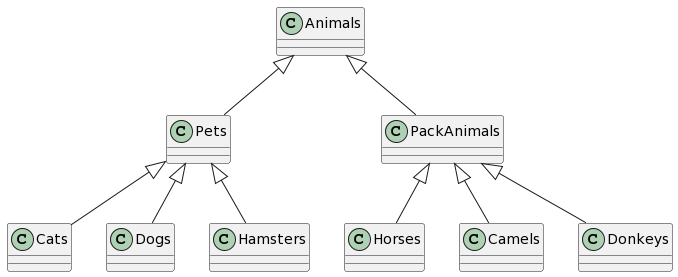 C Animals
C Pets
C PackAnimals
C Cats
C Dogs
C Hamsters
C Horses
C Camels
C Donkeys